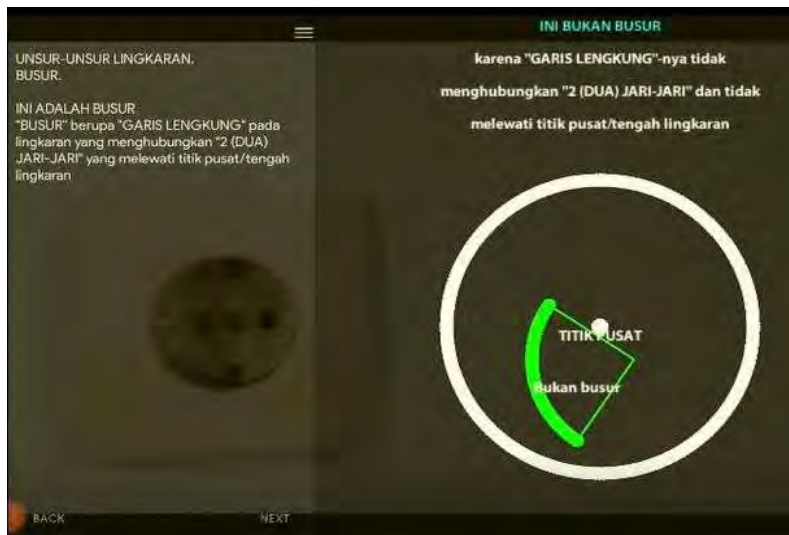 UNSUR-UNSUR LINGKARAN.
BUSUR.
INI ADALAH BUSUR
"BUSUR" berupa "GARIS LENGKUNG" pada
lingkaran yang menghubungkan "2 (DUA)
JARI-JARI" yang melewati titik pusat/tengah
lingkaran
BACK
NEXT
INI BUKAN BUSUR
karena "GARIS LENGKUNG"-nya tidak
menghubungkan "2 (DUA) JARI-JARI" dan tidak
melewati titik pusat/tengah lingkaran
TITIK PUSAT
Bukan busur